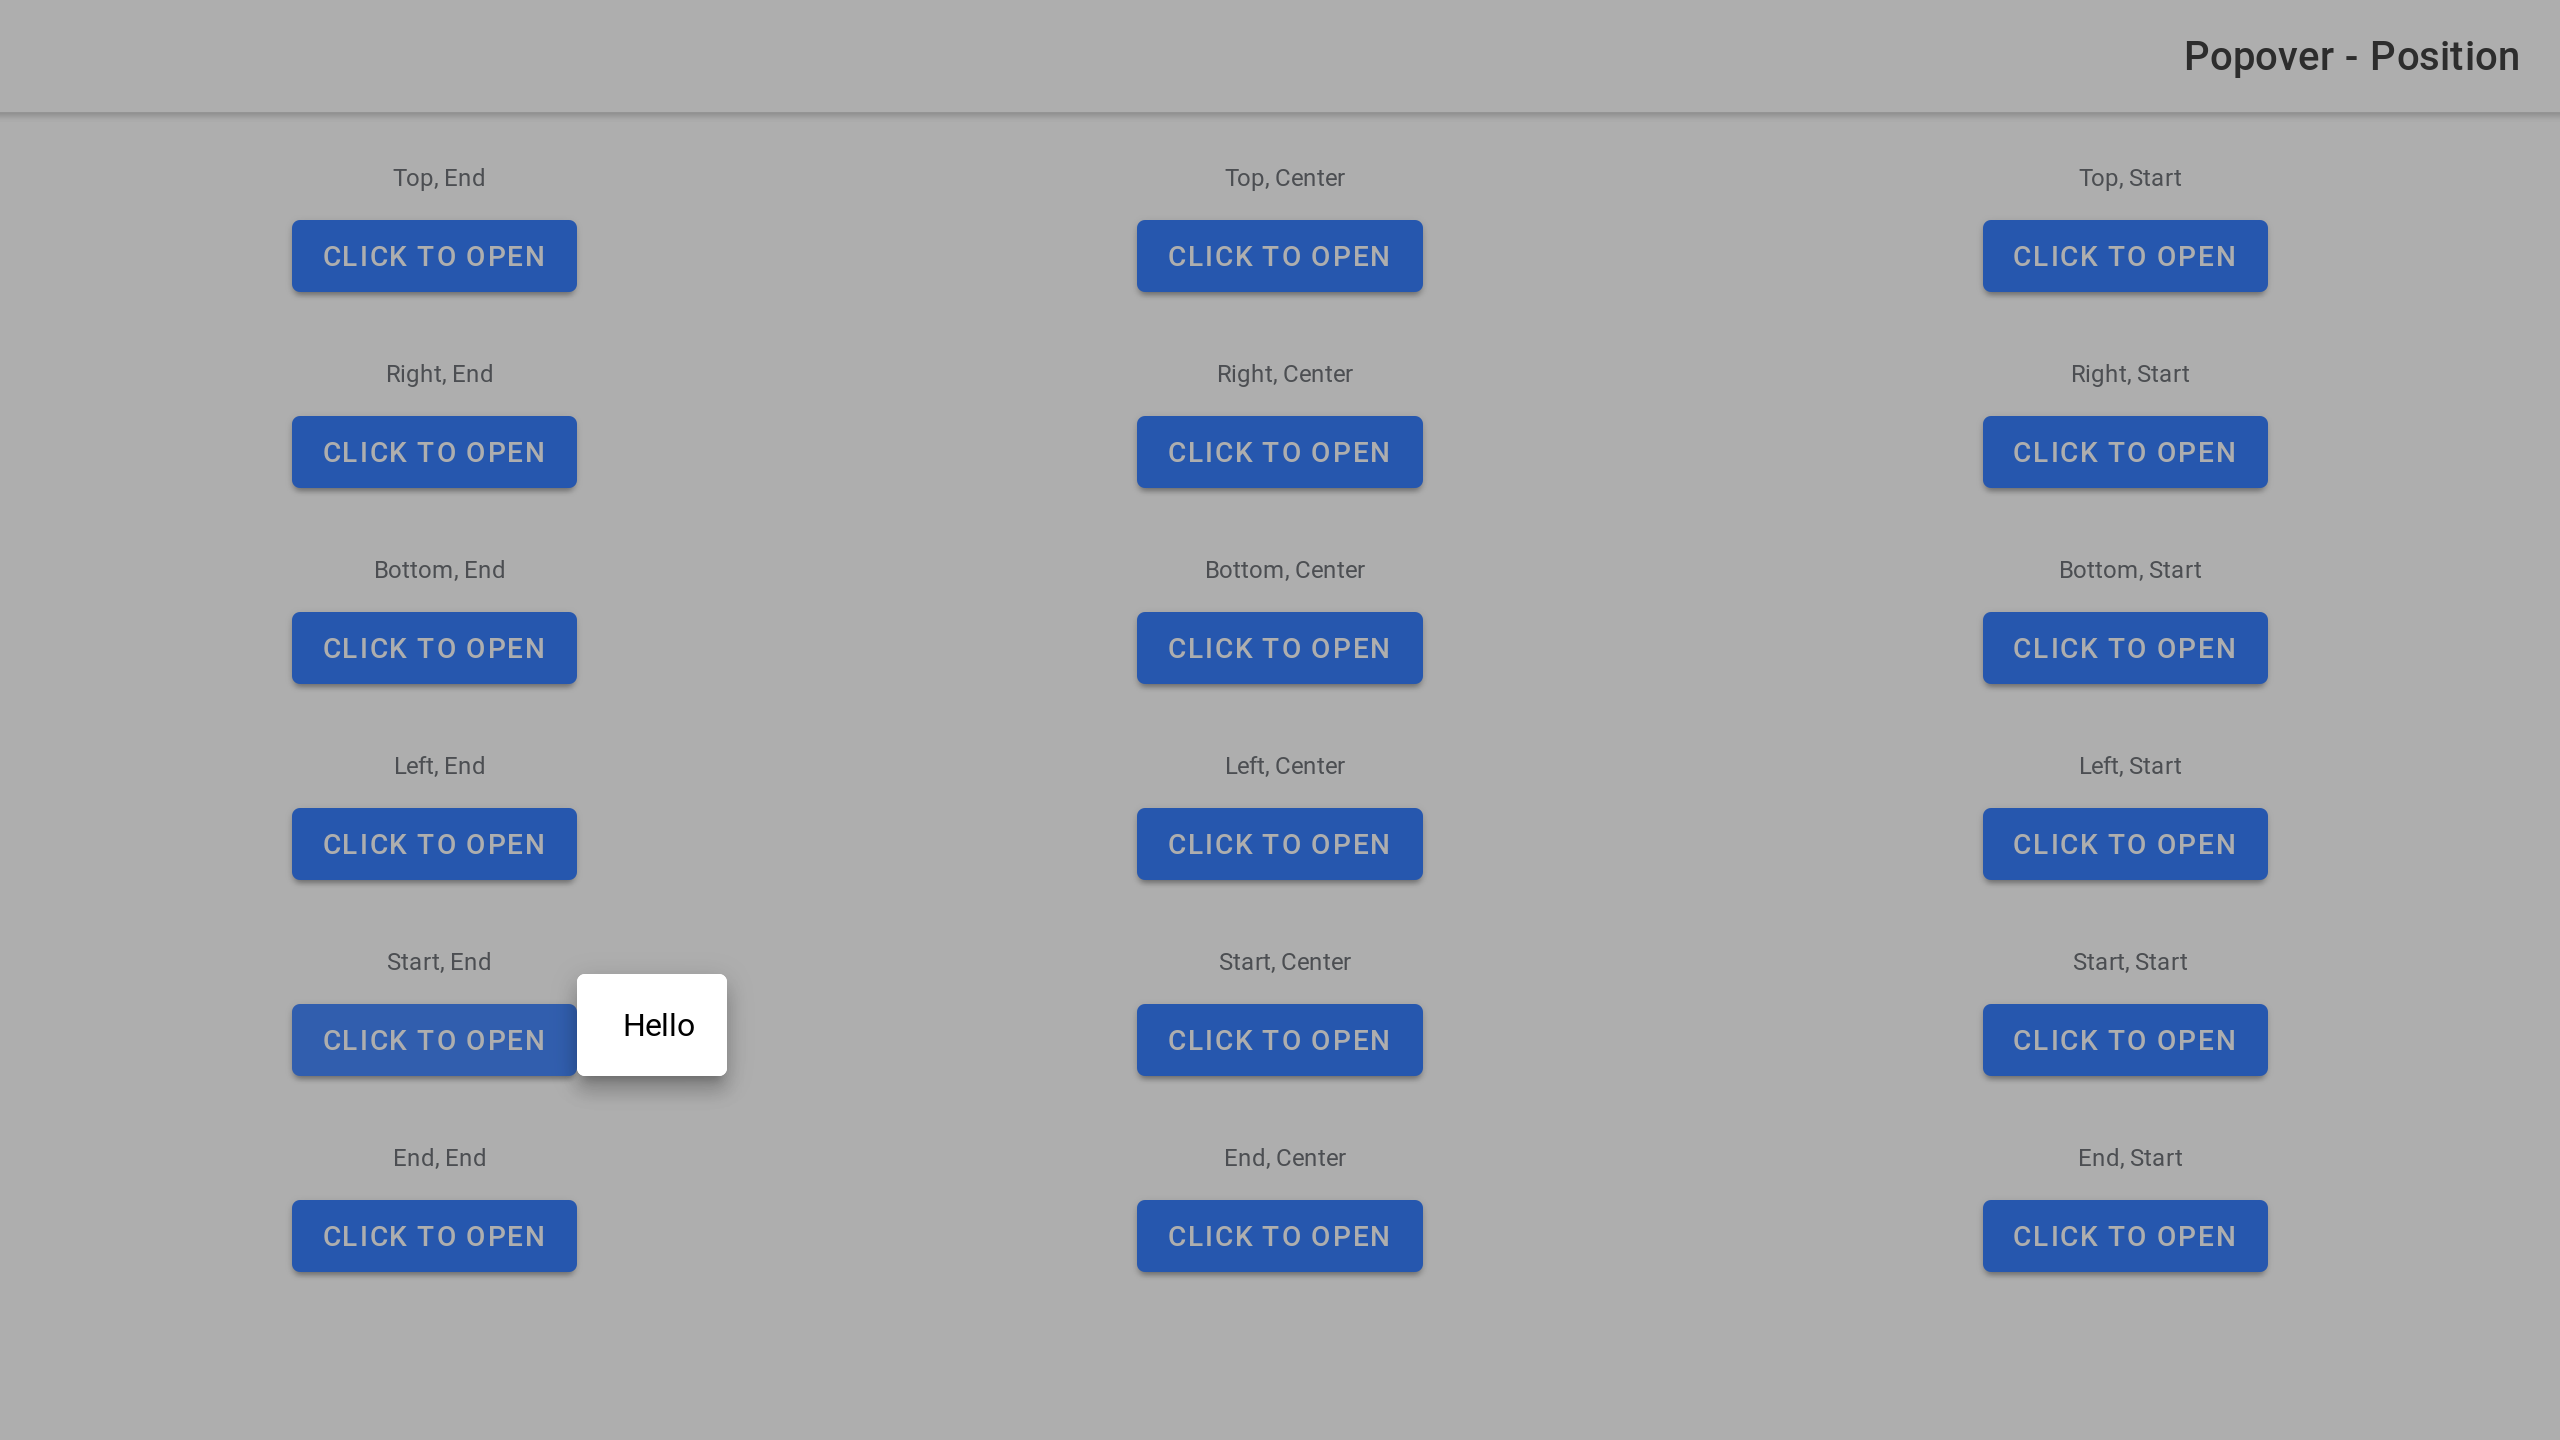 Popover - Position
Top, End
Top, Center
Top, Start
CLICK TO OPEN
CLICK TO OPEN
CLICK TO OPEN
Right, End
Right, Center
Right, Start
CLICK TO OPEN
CLICK TO OPEN
CLICK TO OPEN
Bottom, End
Bottom, Center
Bottom, Start
CLICK TO OPEN
CLICK TO OPEN
CLICK TO OPEN
Left, End
Left, Center
Left, Start
CLICK TO OPEN
CLICK TO OPEN
CLICK TO OPEN
Start, End
Start, Center
Start, Start
CLICK TO OPEN
Hello
CLICK TO OPEN
CLICK TO OPEN
End, End
End, Center
End, Start
CLICK TO OPEN
CLICK TO OPEN
CLICK TO OPEN